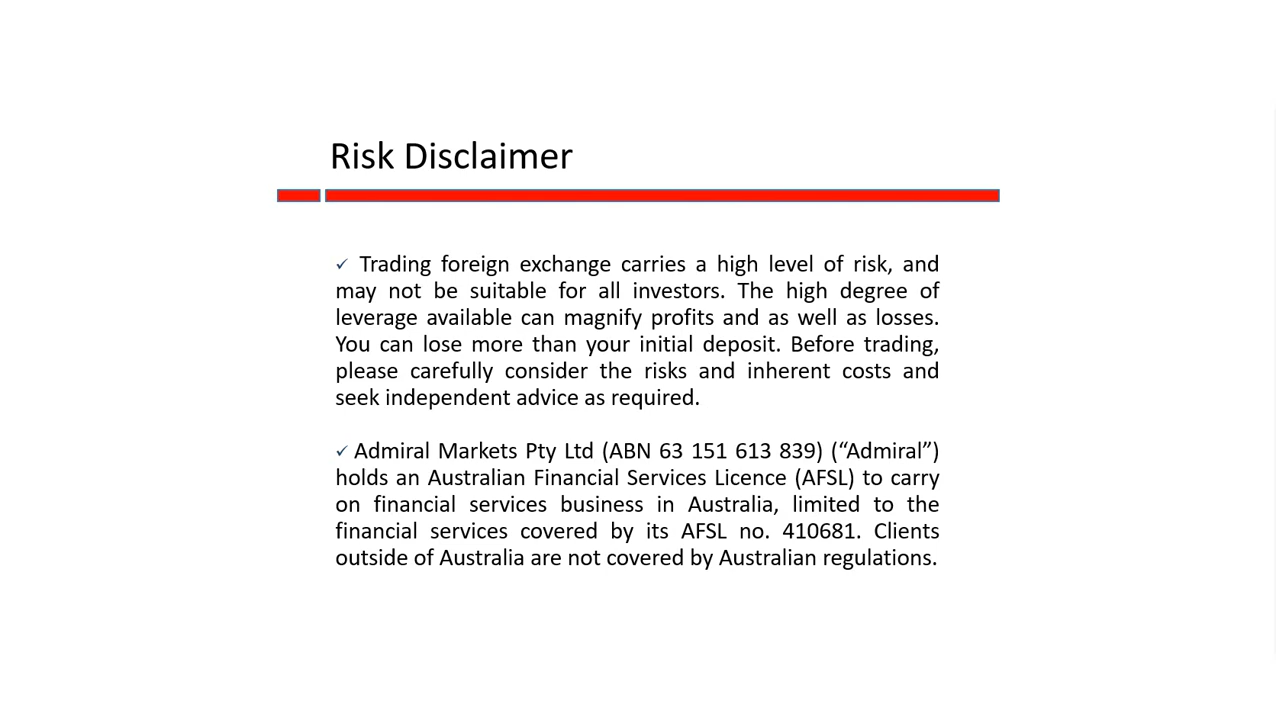 Risk Disclaimer
✓ Trading foreign exchange carries a high level of risk, and
may not be suitable for all investors. The high degree of
leverage available can magnify profits and as well as losses.
You can lose more than your initial deposit. Before trading,
please carefully consider the risks and inherent costs and
seek independent advice as required.
✓ Admiral Markets Pty Ltd (ABN 63 151 613 839) (“Admiral”)
holds an Australian Financial Services Licence (AFSL) to carry
on financial services business in Australia, limited to the
financial services covered by its AFSL no. 410681. Clients
outside of Australia are not covered by Australian regulations.